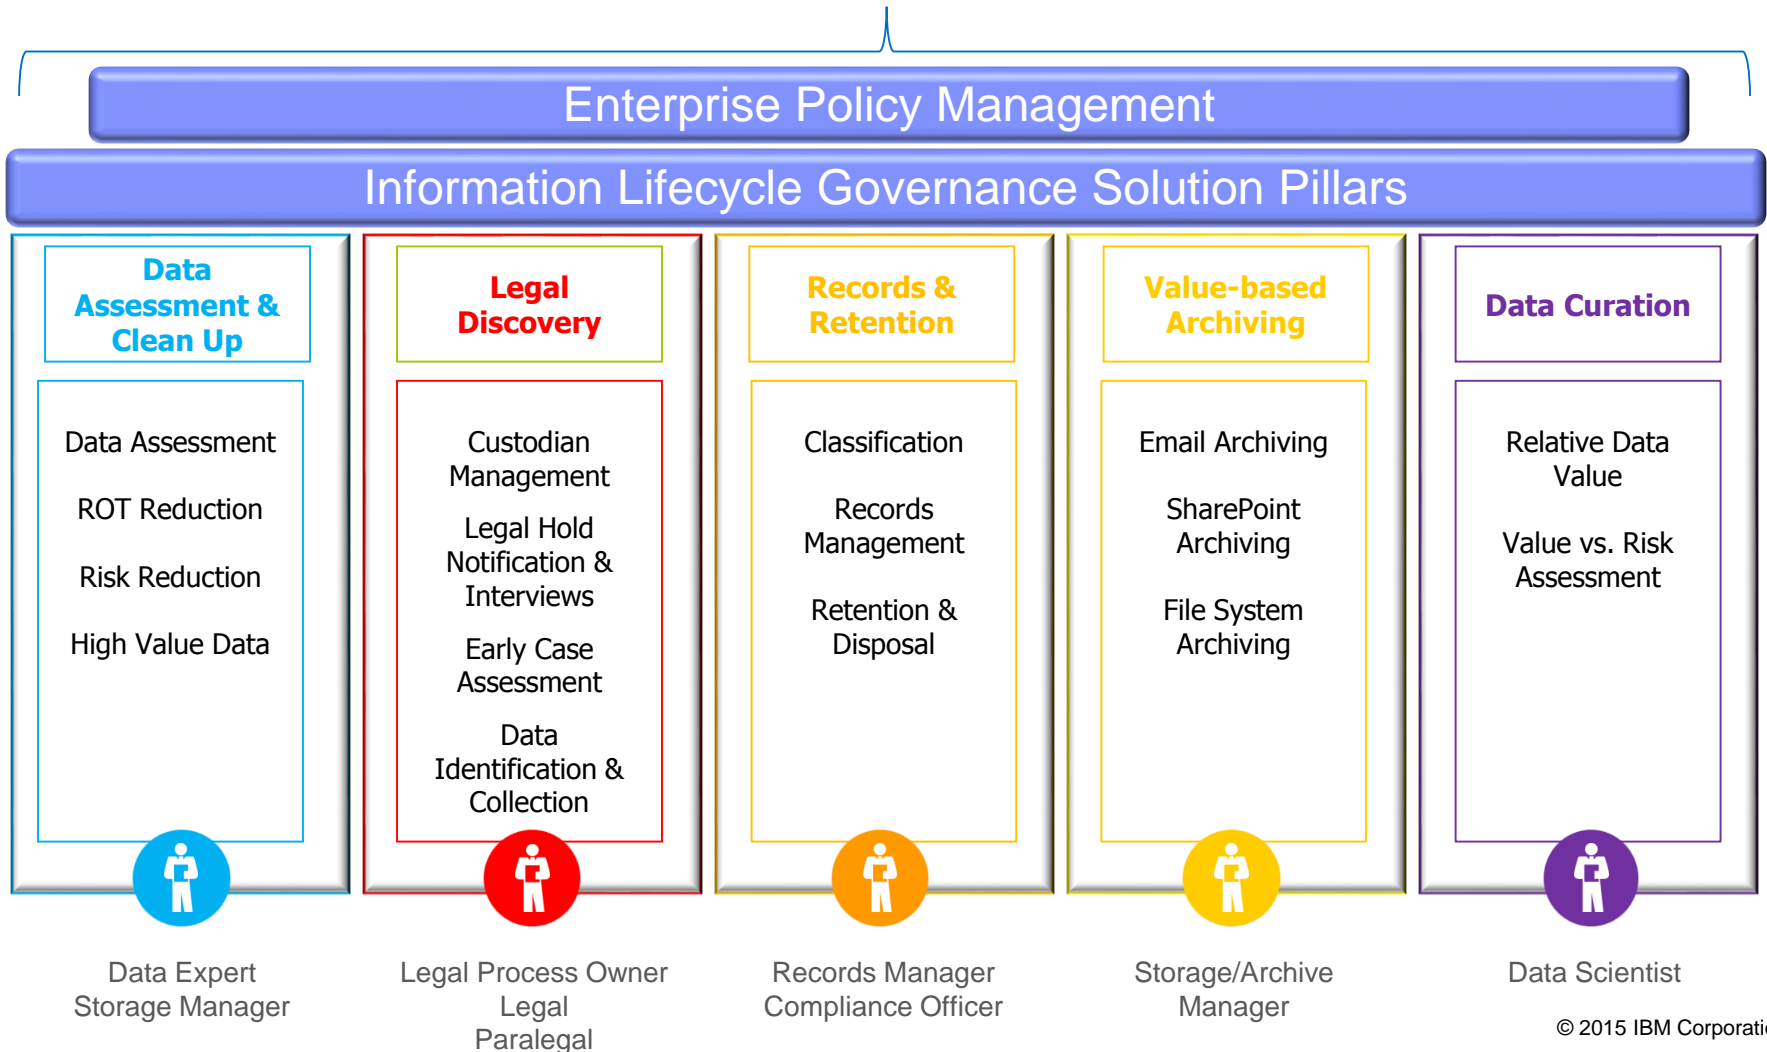 Enterprise Policy Management
Information Lifecycle Governance Solution Pillars
Data
Assessment &
Clean Up
Data Assessment
ROT Reduction
Risk Reduction
High Value Data
Data Expert
Storage Manager
Legal
Discovery
Custodian
Management
Legal Hold
Notification &
Interviews
Early Case
Assessment
Data
Identification &
Collection
Legal Process Owner
Legal
Paralegal
Records &
Retention
Classification
Records
Management
Retention &
Disposal
Records Manager
Compliance Officer
Value-based
Archiving
Email Archiving
SharePoint
Archiving
File System
Archiving
Storage/Archive
Manager
Data Curation
Relative Data
Value
Value vs. Risk
Assessment
Data Scientist
© 2015 IBM Corporatio